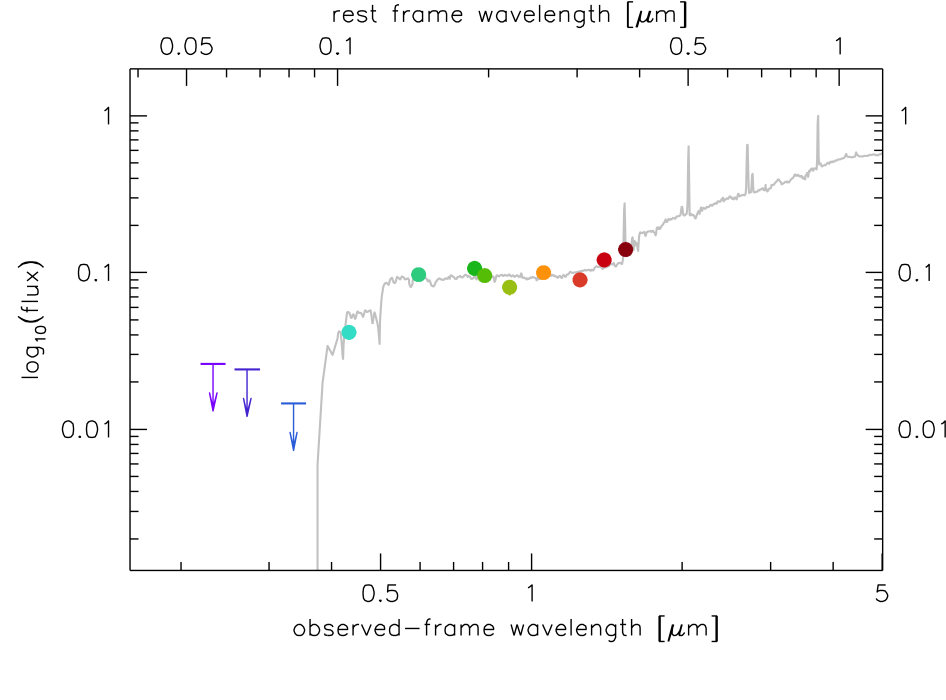 rest frame wavelength [μm]
0.05 0.1 0.5 1
1 1
0.1 0.1
log10(flux)
0.01 0.01
0.5 1 5
observed-frame wavelength [μm]